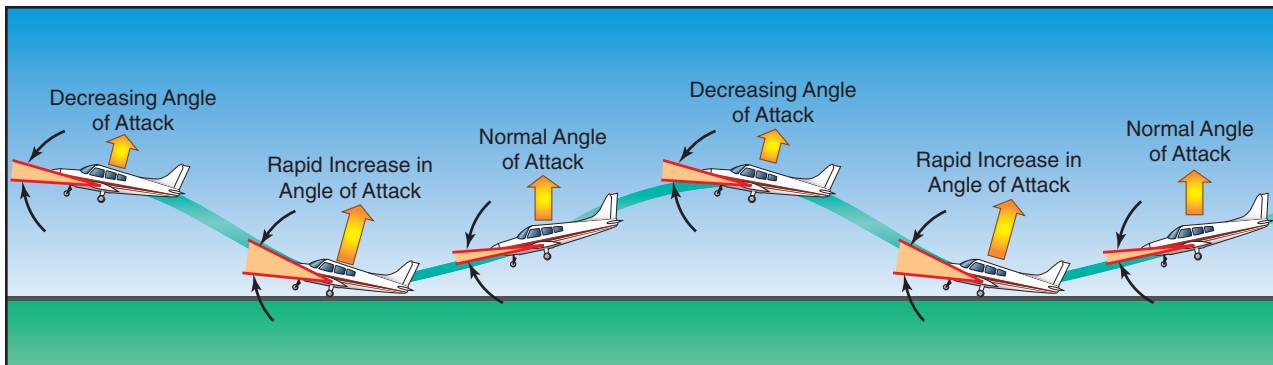 Decreasing Angle
of Attack
Rapid Increase in
Angle of Attack
Normal Angle
of Attack
Decreasing Angle
of Attack
Rapid Increase in
Angle of Attack
Normal Angle
of Attack